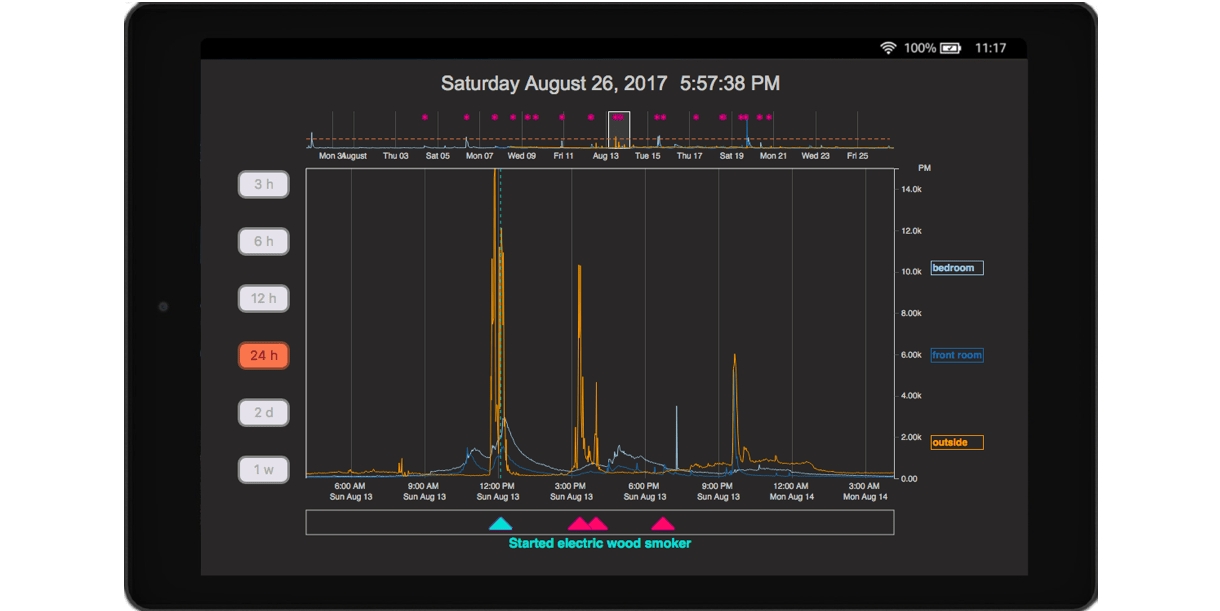 100% 11:17
Saturday August 26, 2017 5:57:38 PM
August Thu 03 Sat 05 Mon 07 Wed 09 Fri 11 Aug 13 Tue 15 Thu 17 Sat 19 Mon 21 Wed 23 Fri 25
PM
3 h
6 h
12 h
24 h
2 d
1 w
14.0k
12.0k
10.0k
8.00k
6.00k
4.00k
2.00k
0.00
bedroom
front room
outside
6:00 AM 9:00 AM 12:00 PM 3:00 PM 6:00 PM 9:00 PM 12:00 AM 3:00 AM
Sun Aug 13 Sun Aug 13 Sun Aug 13 Sun Aug 13 Sun Aug 13 Sun Aug 13 Mon Aug 14 Mon Aug 14
Started electric wood smoker